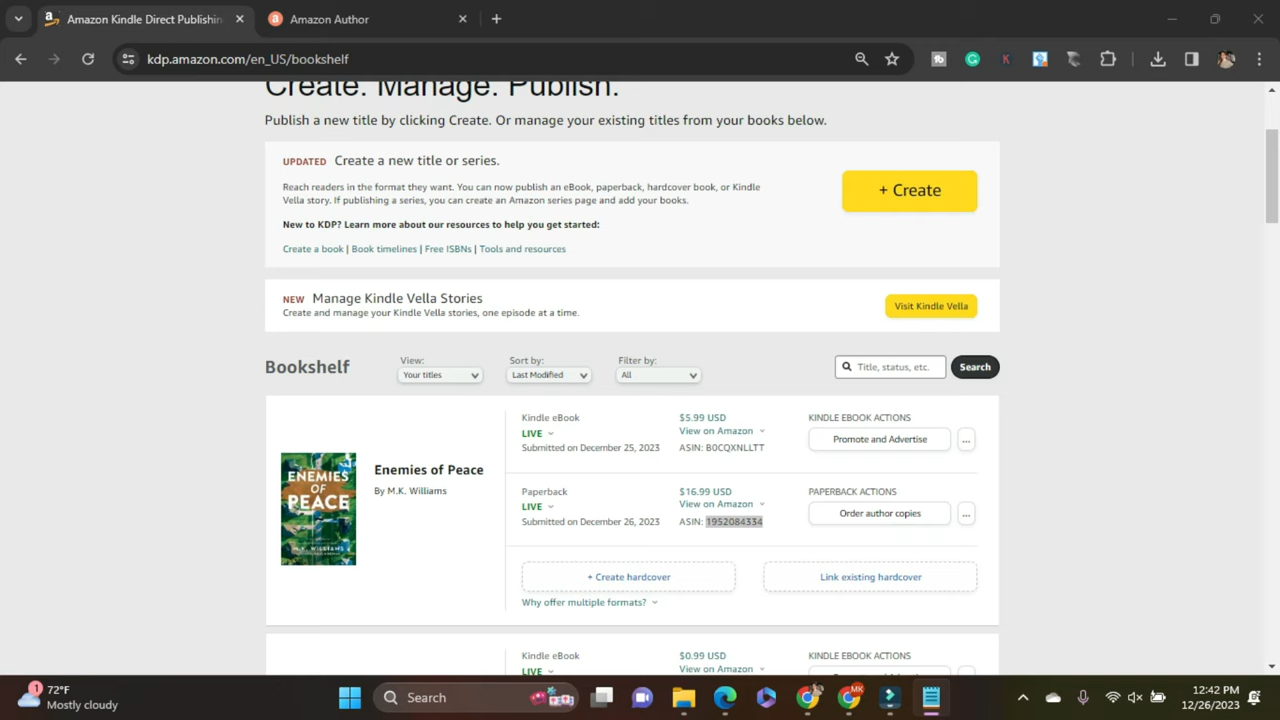 Amazon Kindle Direct Publishin
Amazon Author
kdp.amazon.com/en_US/bookshelf
Create. Manage. Publish.
Publish a new title by clicking Create. Or manage your existing titles from your books below.
UPDATED Create a new title or series.
Reach readers in the format they want. You can now publish an eBook, paperback, hardcover book, or Kindle
Vella story. If publishing a series, you can create an Amazon series page and add your books.
+ Create
New to KDP? Learn more about our resources to help you get started:
Create a book | Book timelines | Free ISBNs | Tools and resources
NEW Manage Kindle Vella Stories
Create and manage your Kindle Vella stories, one episode at a time.
Visit Kindle Vella
Bookshelf
View:
Your titles
Sort by:
Last Modified
Filter by:
All
Title, status, etc.
Search
ENEMIES
OF
PEACE
M.K. WILLIAMS
Enemies of Peace
By M.K. Williams
Kindle eBook
LIVE
Submitted on December 25, 2023
$5.99 USD
View on Amazon
ASIN: B0CQXNLLTT
KINDLE EBOOK ACTIONS
Promote and Advertise
...
Paperback
LIVE
Submitted on December 26, 2023
$16.99 USD
View on Amazon
ASIN: 1952084334
PAPERBACK ACTIONS
Order author copies
...
+ Create hardcover
Link existing hardcover
Why offer multiple formats?
Kindle eBook
LIVE
$0.99 USD
View on Amazon
KINDLE EBOOK ACTIONS
1
72°F
Mostly cloudy
Search
MK
12:42 PM
12/26/2023